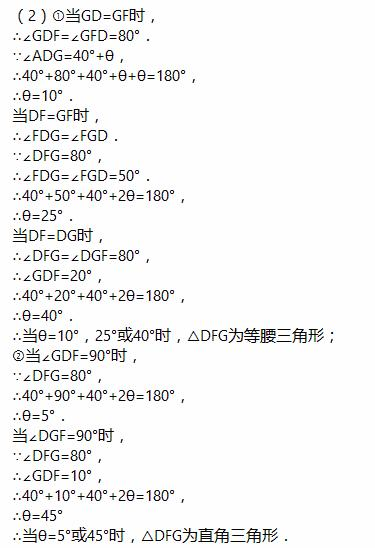 （2）①当GD=GF时，
∴∠GDF=∠GFD=80°．
∵∠ADG=40°+θ，
∴40°+80°+40°+θ+θ=180°，
∴θ=10°．
当DF=GF时，
∴∠FDG=∠FGD．
∵∠DFG=80°，
∴∠FDG=∠FGD=50°．
∴40°+50°+40°+2θ=180°，
∴θ=25°．
当DF=DG时，
∴∠DFG=∠DGF=80°，
∴∠GDF=20°，
∴40°+20°+40°+2θ=180°，
∴θ=40°．
∴当θ=10°，25°或40°时，△DFG为等腰三角形；
②当∠GDF=90°时，
∵∠DFG=80°，
∴40°+90°+40°+2θ=180°，
∴θ=5°．
当∠DGF=90°时，
∵∠DFG=80°，
∴∠GDF=10°，
∴40°+10°+40°+2θ=180°，
∴θ=45°
∴当θ=5°或45°时，△DFG为直角三角形．